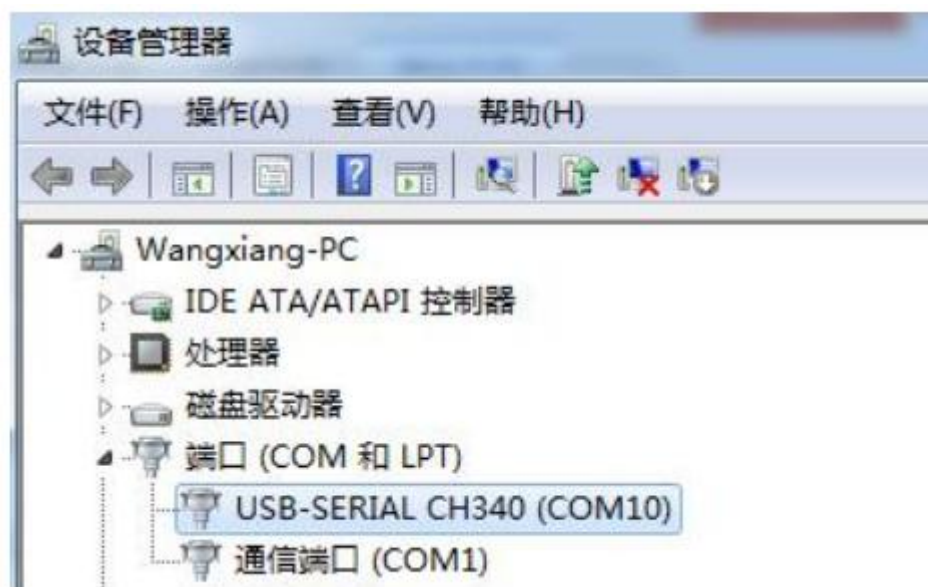 设备管理器
文件(F) 操作(A) 查看(V) 帮助(H)
Wangxiang-PC
IDE ATA/ATAPI 控制器
处理器
磁盘驱动器
端口 (COM 和 LPT)
USB-SERIAL CH340 (COM10)
通信端口 (COM1)